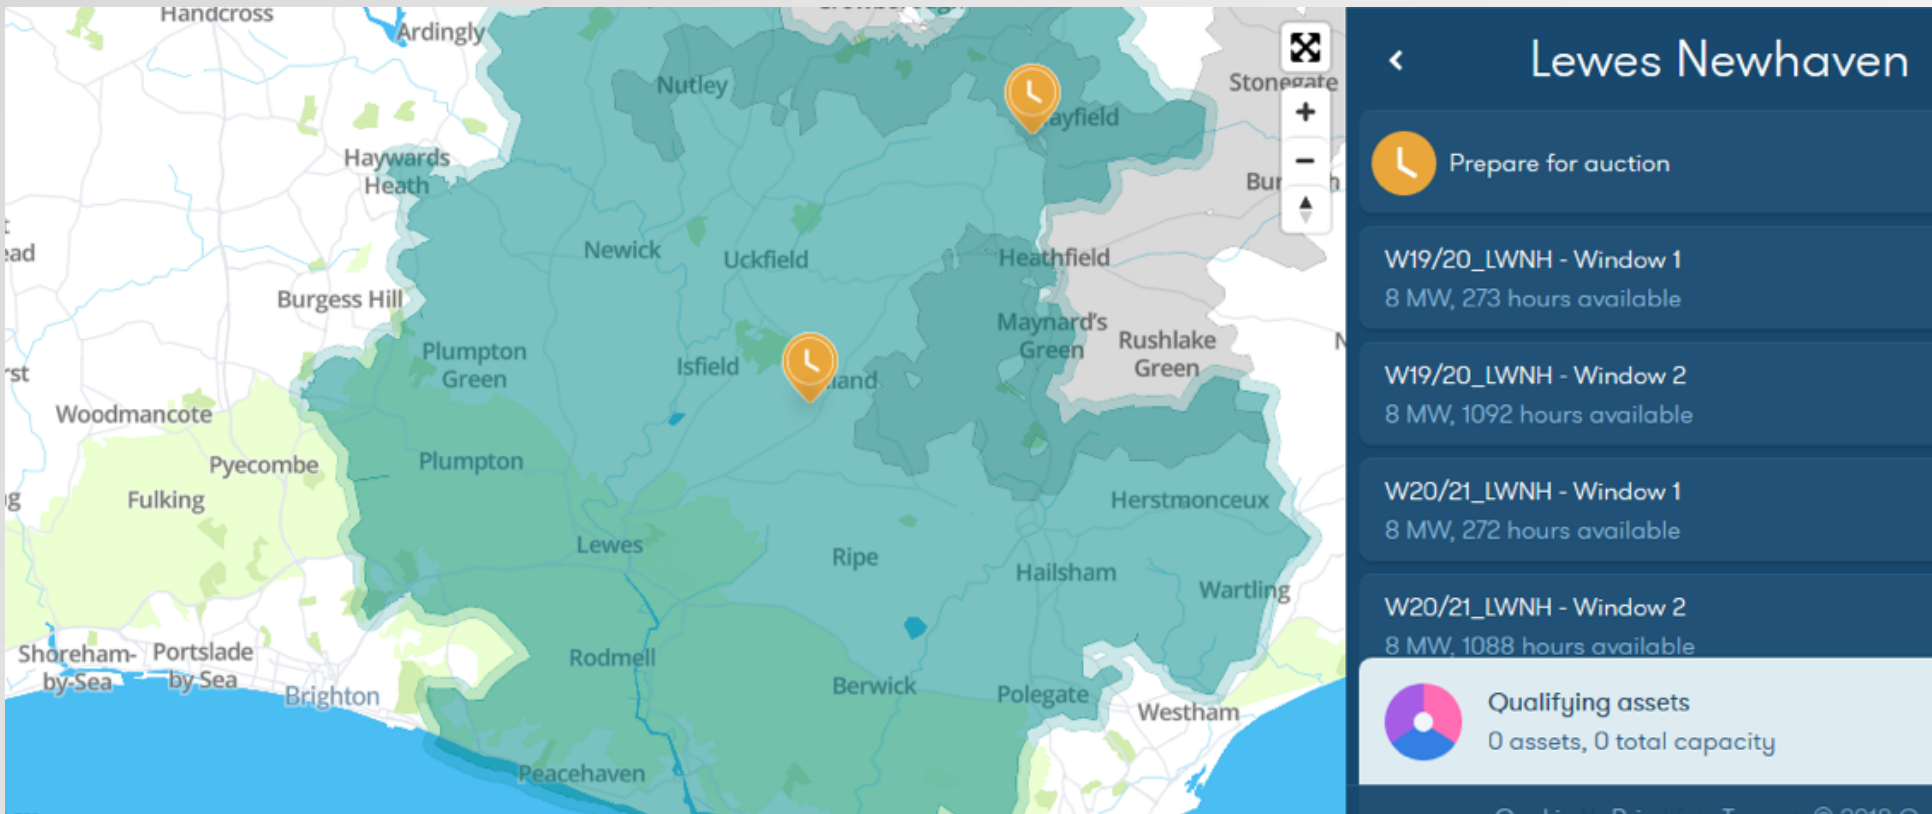 Handcross
Ardingly
Nutley
Stonegate
ayfield
Haywards
Heath
Newick
Uckfield
Heathfield
ead
Burgess Hill
Maynard's
Green
Rushlake
Green
Plumpton
Green
Isfield
land
rst
Woodmancote
Pyecombe
Plumpton
Fulking
Herstmonceux
Lewes
Ripe
Hailsham
Wartling
Shoreham-
by-Sea
Portslade
by Sea
Rodmell
Brighton
Berwick
Polegate
Westham
Peacehaven
Lewes Newhaven
Prepare for auction
W19/20_LWNH - Window 1
8 MW, 273 hours available
W19/20_LWNH - Window 2
8 MW, 1092 hours available
W20/21_LWNH - Window 1
8 MW, 272 hours available
W20/21_LWNH - Window 2
8 MW, 1088 hours available
Qualifying assets
0 assets, 0 total capacity